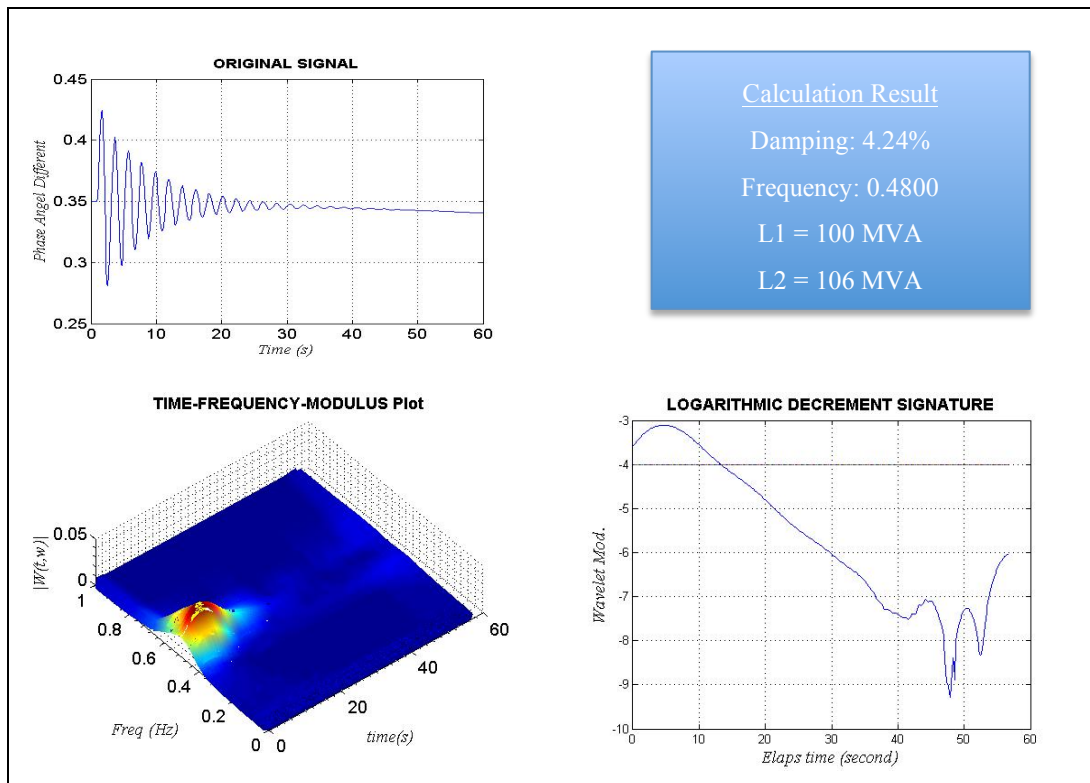 ORIGINAL SIGNAL
0.45
0.4
0.35
0.3
0.25
Phase Angel Different
0 10 20 30 40 50 60
Time (s)
Calculation Result
Damping: 4.24%
Frequency: 0.4800
L1 = 100 MVA
L2 = 106 MVA
TIME-FREQUENCY-MODULUS Plot
|W(t,w)|
0.05
0
1
0.8
0.6
0.4
0.2
0
Freq (Hz)
0
20
40
60
time(s)
LOGARITHMIC DECREMENT SIGNATURE
-3
-4
-5
-6
-7
-8
-9
-10
Wavelet Mod.
0 10 20 30 40 50 60
Elaps time (second)